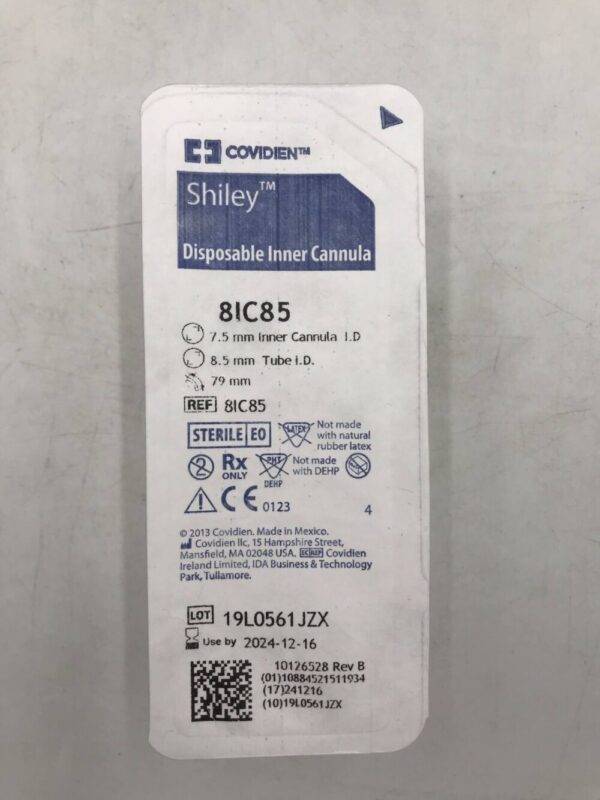 COVIDIEN™
Shiley™
Disposable Inner Cannula
8IC85
7.5 mm Inner Cannula I.D
8.5 mm Tube I.D.
79 mm
REF 8IC85
STERILE EO LATEX Not made
with natural
rubber latex
2 Rx ONLY PHT DEHP Not made
with DEHP
CE 0123 4
© 2013 Covidien. Made in Mexico.
Covidien llc, 15 Hampshire Street,
Mansfield, MA 02048 USA. EC REP Covidien
Ireland Limited, IDA Business & Technology
Park, Tullamore.
LOT 19L0561JZX
Use by 2024-12-16
10126528 Rev B
(01)10884521511934
(17)241216
(10)19L0561JZX